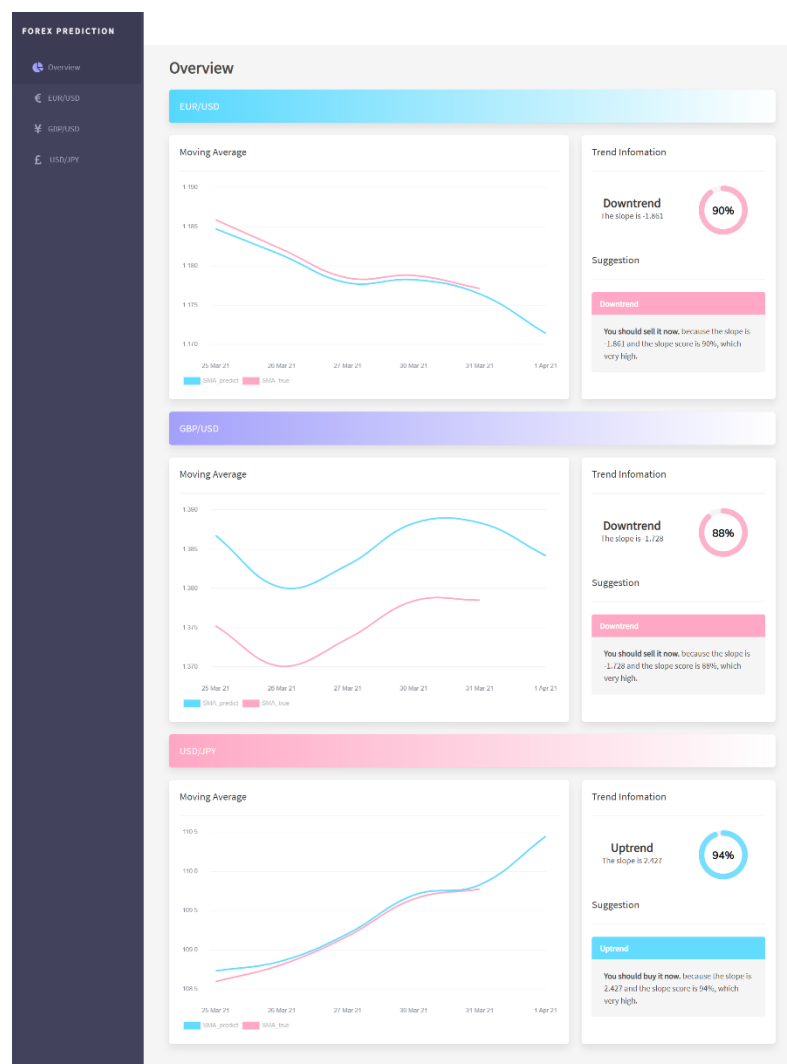 FOREX PREDICTION
Overview
€ EUR/USD
¥ GBP/USD
£ USD/JPY
Overview
EUR/USD
Moving Average
1.190
1.185
1.180
1.175
1.170
25 Mar 21 26 Mar 21 27 Mar 21 30 Mar 21 31 Mar 21 1 Apr 21
SMA_predict SMA_true
Trend Infomation
Downtrend
The slope is -1.861
90%
Suggestion
Downtrend
You should sell it now. because the slope is
-1.861 and the slope score is 90%, which
very high.
GBP/USD
Moving Average
1.390
1.385
1.380
1.375
1.370
25 Mar 21 26 Mar 21 27 Mar 21 30 Mar 21 31 Mar 21 1 Apr 21
SMA_predict SMA_true
Trend Infomation
Downtrend
The slope is -1.728
88%
Suggestion
Downtrend
You should sell it now. because the slope is
-1.728 and the slope score is 88%, which
very high.
USD/JPY
Moving Average
110.5
110.0
109.5
109.0
108.5
25 Mar 21 26 Mar 21 27 Mar 21 30 Mar 21 31 Mar 21 1 Apr 21
SMA_predict SMA_true
Trend Infomation
Uptrend
The slope is 2.427
94%
Suggestion
Uptrend
You should buy it now. because the slope is
2.427 and the slope score is 94%, which
very high.